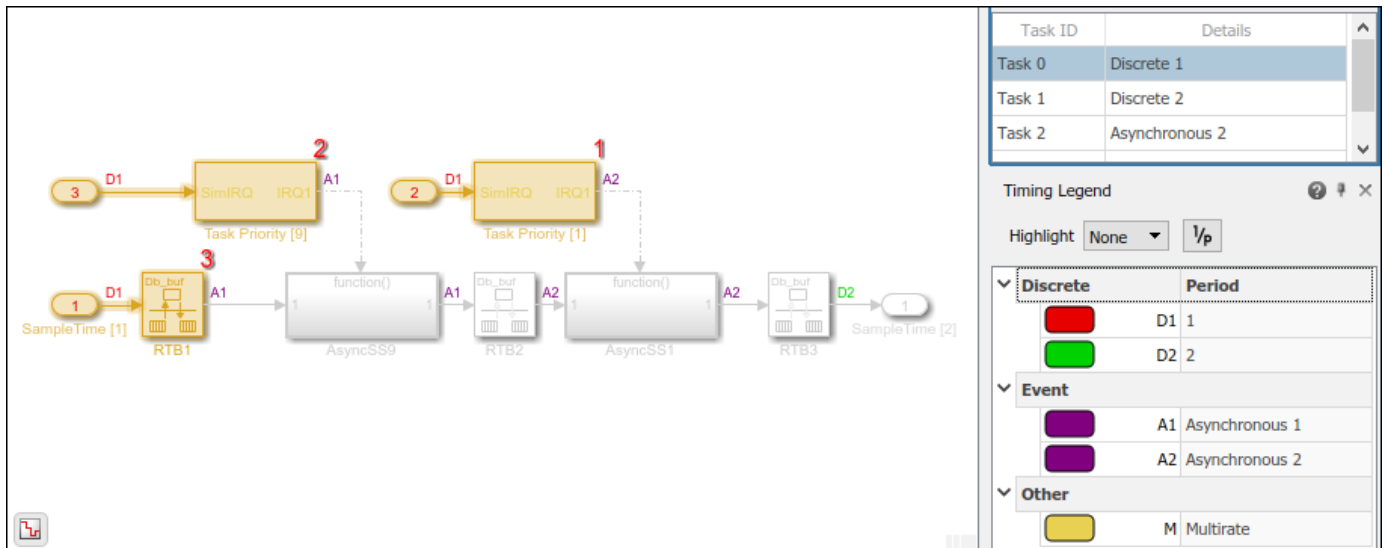 2
1
3
D1
SimIRQ IRQ1
A1
2
D1
SimIRQ IRQ1
A2
Task Priority [9]
Task Priority [1]
3
1
D1
Db_buf
A1
function()
1 1
A1
Db_buf
A2
function()
1 1
A2
Db_buf
D2
1
SampleTime [1]
RTB1
AsyncSS9
RTB2
AsyncSS1
RTB3
SampleTime [2]
Task ID Details
Task 0 Discrete 1
Task 1 Discrete 2
Task 2 Asynchronous 2
Timing Legend
Highlight None 1/p
Discrete Period
D1 1
D2 2
Event
A1 Asynchronous 1
A2 Asynchronous 2
Other
M Multirate